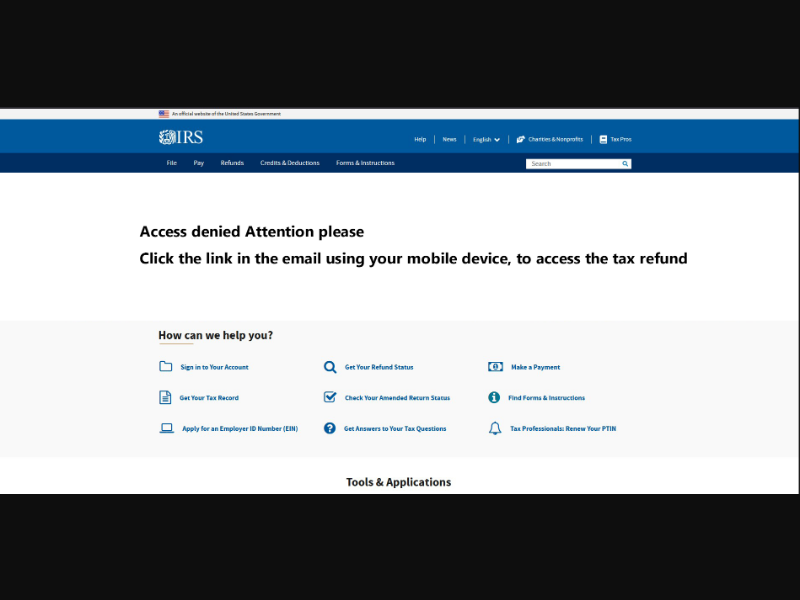 An official website of the United States Government
IRS
Help
News
English
Charities & Nonprofits
Tax Pros
File
Pay
Refunds
Credits & Deductions
Forms & Instructions
Search
Access denied Attention please
Click the link in the email using your mobile device, to access the tax refund
How can we help you?
Sign in to Your Account
Get Your Refund Status
Make a Payment
Get Your Tax Record
Check Your Amended Return Status
Find Forms & Instructions
Apply for an Employer ID Number (EIN)
Get Answers to Your Tax Questions
Tax Professionals: Renew Your PTIN
Tools & Applications